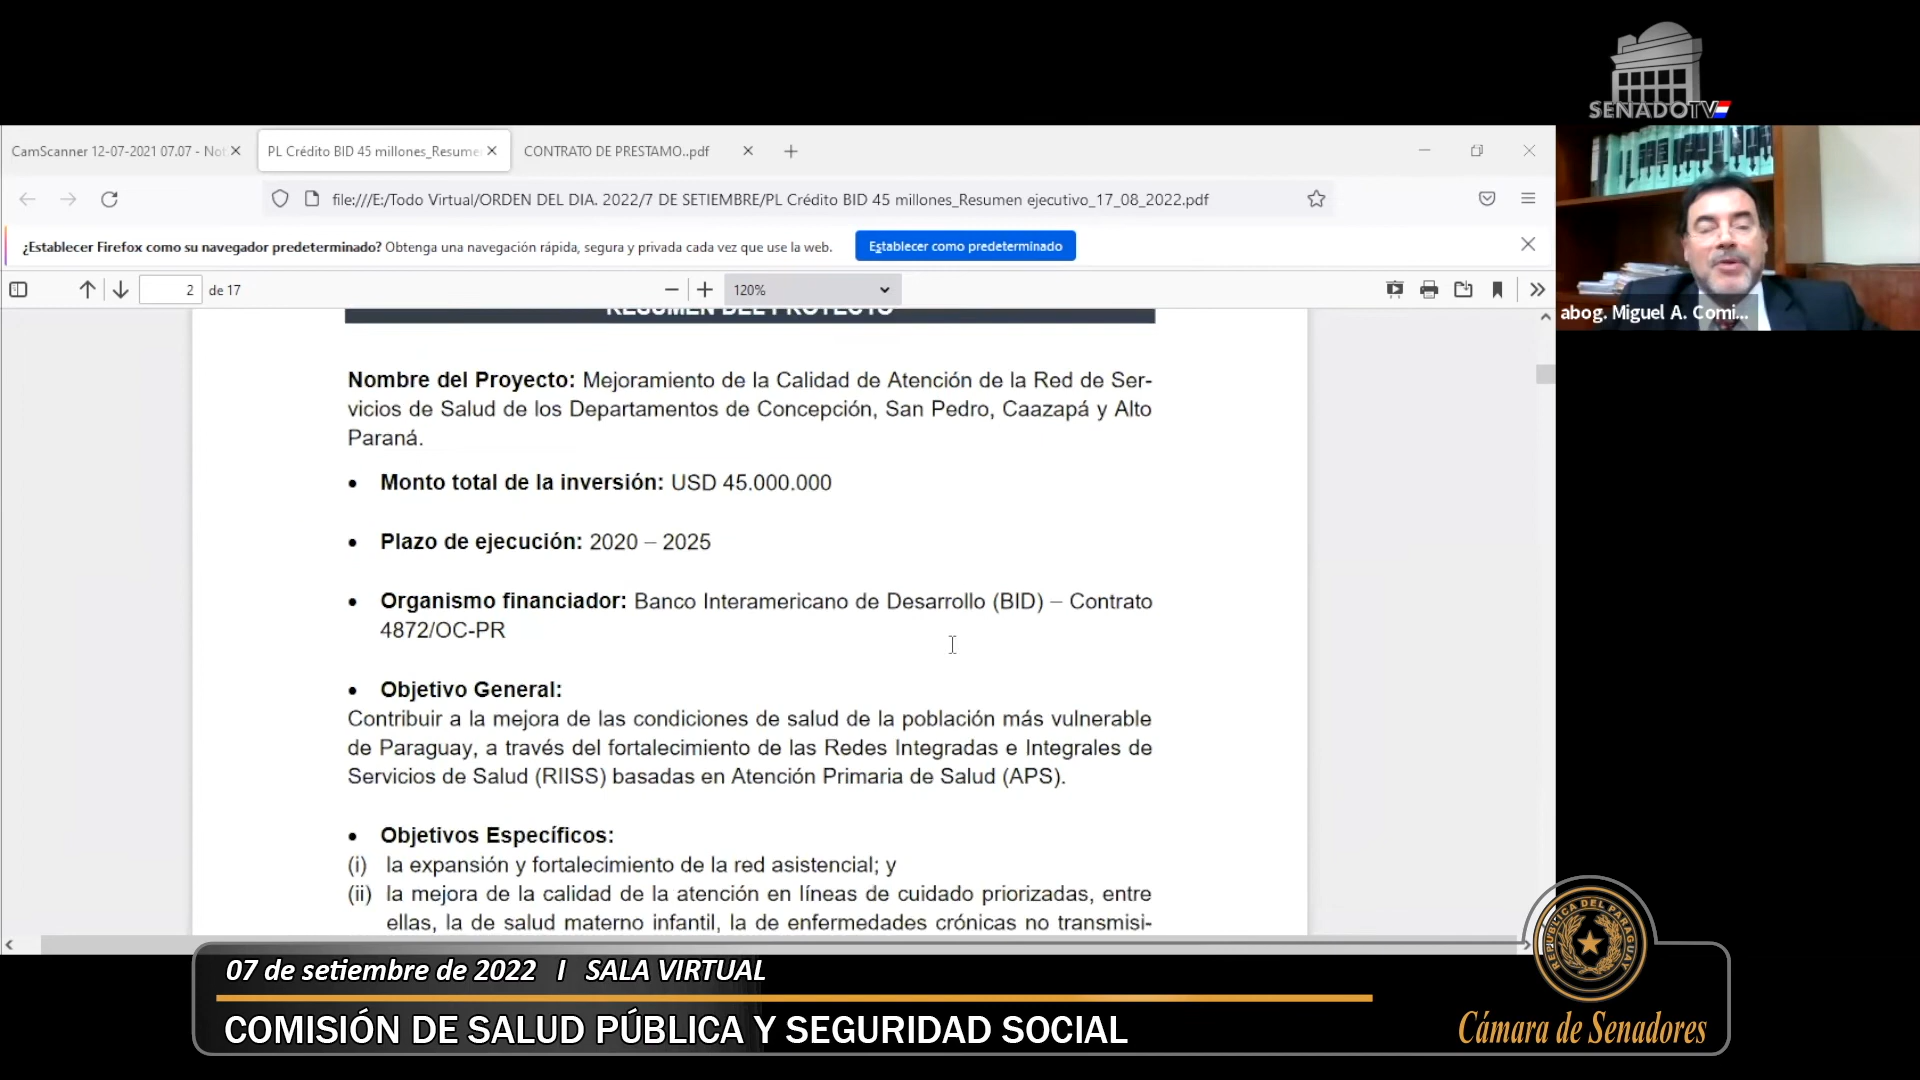 SENADOTV
CamScanner 12-07-2021 07.07 - Not
PL Crédito BID 45 millones_Resume
CONTRATO DE PRESTAMO..pdf
file:///E:/Todo Virtual/ORDEN DEL DIA. 2022/7 DE SETIEMBRE/PL Crédito BID 45 millones_Resumen ejecutivo_17_08_2022.pdf
¿Establecer Firefox como su navegador predeterminado? Obtenga una navegación rápida, segura y privada cada vez que use la web.
Establecer como predeterminado
2 de 17
120%
abog. Miguel A. Comi...
RESUMEN DEL PROYECTO
Nombre del Proyecto: Mejoramiento de la Calidad de Atención de la Red de Ser-
vicios de Salud de los Departamentos de Concepción, San Pedro, Caazapá y Alto
Paraná.
• Monto total de la inversión: USD 45.000.000
• Plazo de ejecución: 2020 – 2025
• Organismo financiador: Banco Interamericano de Desarrollo (BID) – Contrato
4872/OC-PR
• Objetivo General:
Contribuir a la mejora de las condiciones de salud de la población más vulnerable
de Paraguay, a través del fortalecimiento de las Redes Integradas e Integrales de
Servicios de Salud (RIISS) basadas en Atención Primaria de Salud (APS).
• Objetivos Específicos:
(i) la expansión y fortalecimiento de la red asistencial; y
(ii) la mejora de la calidad de la atención en líneas de cuidado priorizadas, entre
ellas, la de salud materno infantil, la de enfermedades crónicas no transmisi-
07 de setiembre de 2022 I SALA VIRTUAL
COMISIÓN DE SALUD PÚBLICA Y SEGURIDAD SOCIAL
REPUBLICA DEL PARAGUAY
Cámara de Senadores